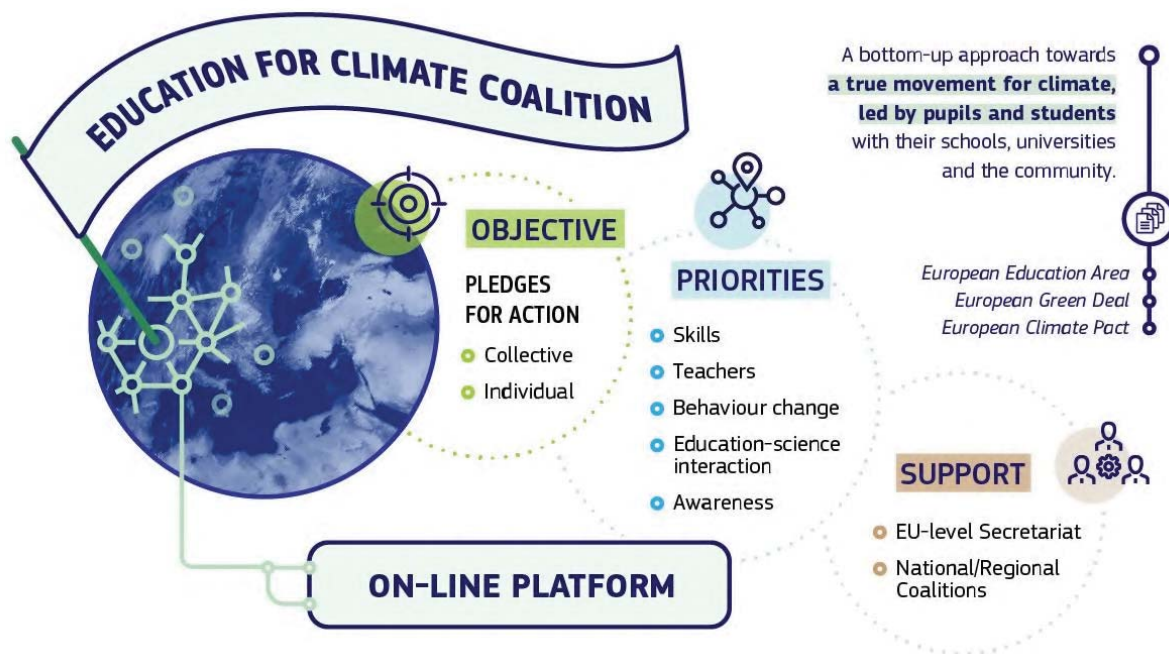 EDUCATION FOR CLIMATE COALITION
A bottom-up approach towards
a true movement for climate,
led by pupils and students
with their schools, universities
and the community.
European Education Area
European Green Deal
European Climate Pact
OBJECTIVE
PLEDGES
FOR ACTION
Collective
Individual
PRIORITIES
Skills
Teachers
Behaviour change
Education-science
interaction
Awareness
SUPPORT
EU-level Secretariat
National/Regional
Coalitions
ON-LINE PLATFORM